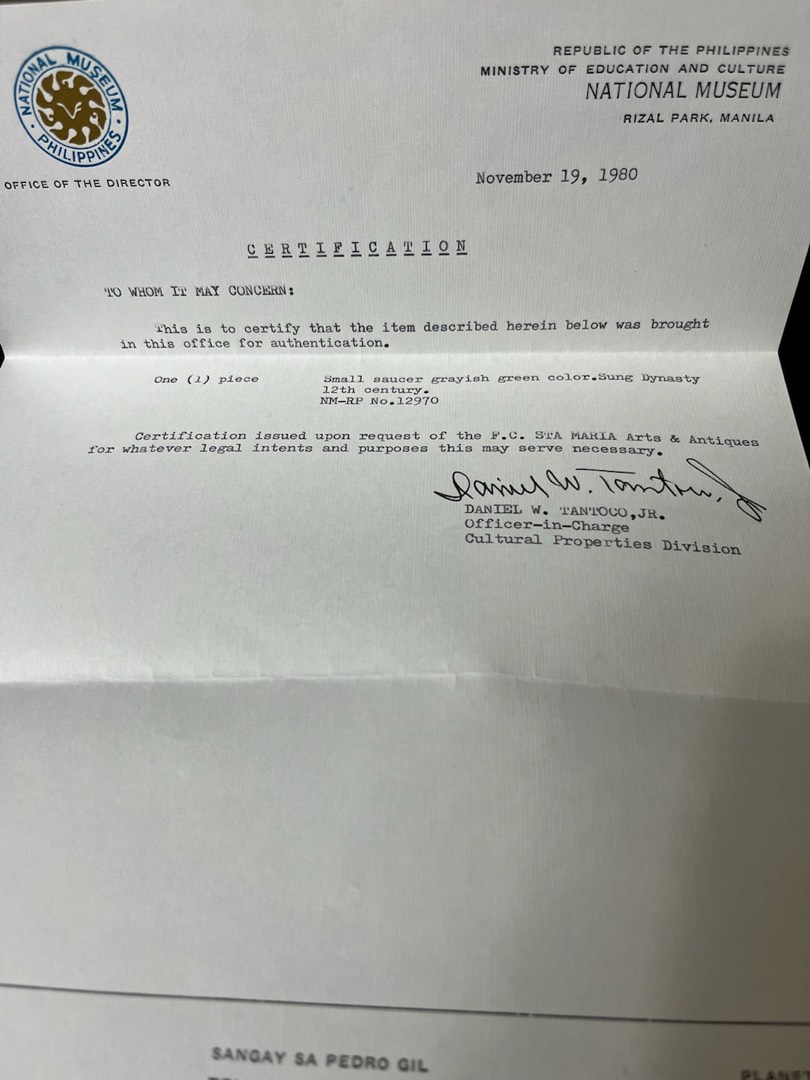 NATIONAL MUSEUM
PHILIPPINES
OFFICE OF THE DIRECTOR
REPUBLIC OF THE PHILIPPINES
MINISTRY OF EDUCATION AND CULTURE
NATIONAL MUSEUM
RIZAL PARK, MANILA
November 19, 1980
CERTIFICATION
TO WHOM IT MAY CONCERN:
This is to certify that the item described herein below was brought
in this office for authentication.
One (1) piece Small saucer grayish green color.Sung Dynasty
12th century.
NM-RP No.12970
Certification issued upon request of the F.C. STA MARIA Arts & Antiques
for whatever legal intents and purposes this may serve necessary.
Daniel W. Tantoco, Jr
DANIEL W. TANTOCO,JR.
Officer-in-Charge
Cultural Properties Division
SANGAY SA PEDRO GIL